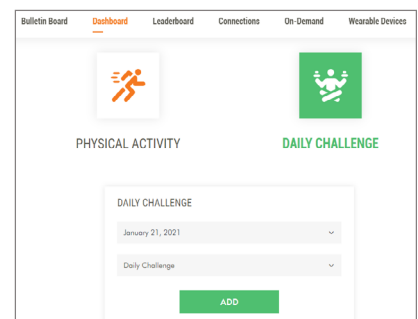 Bulletin Board Dashboard Leaderboard Connections On-Demand Wearable Devices
PHYSICAL ACTIVITY DAILY CHALLENGE
DAILY CHALLENGE
January 21, 2021
Daily Challenge
ADD